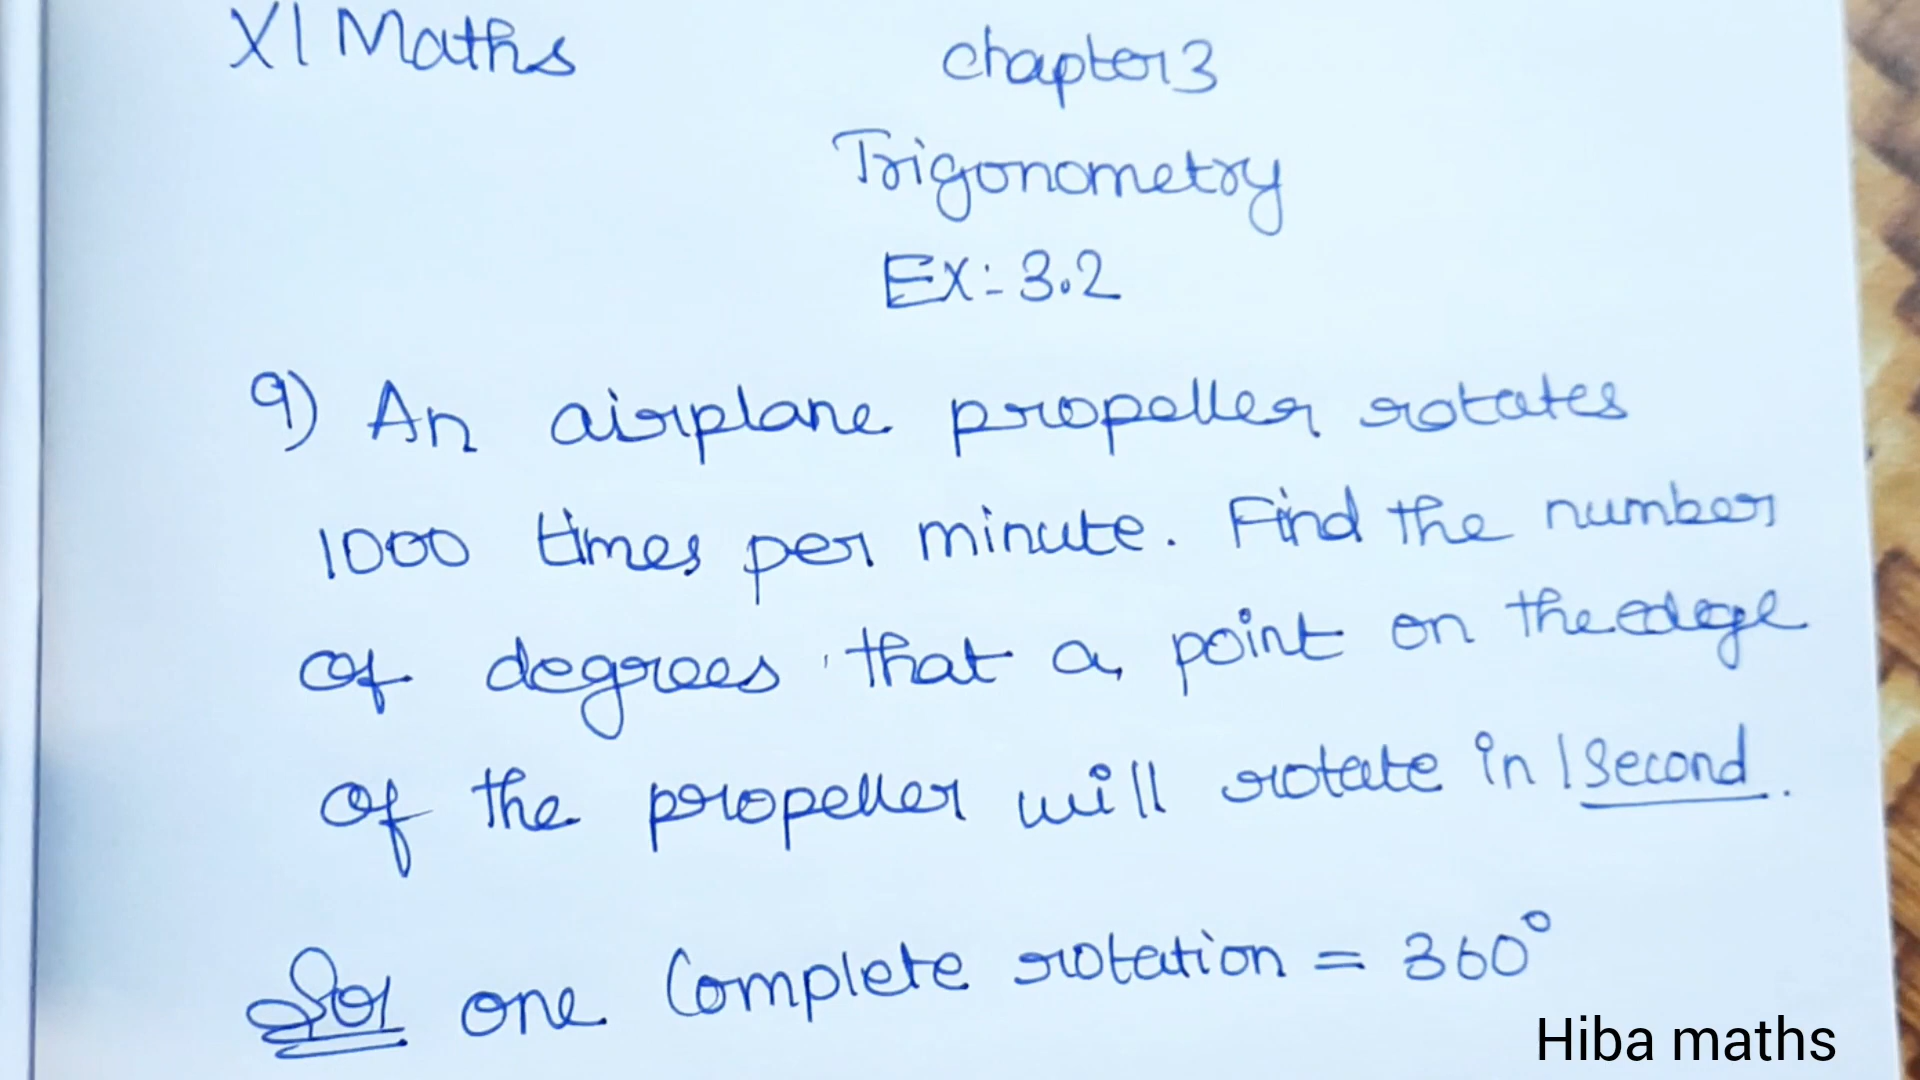 XI Maths
chapter 3
Trigonometry
Ex:- 3.2
9) An airplane propeller rotates
1000 times per minute. Find the number
of degrees that a point on the edge
of the propeller will rotate in 1 Second.
Sol one Complete rotation = 360°
Hiba maths